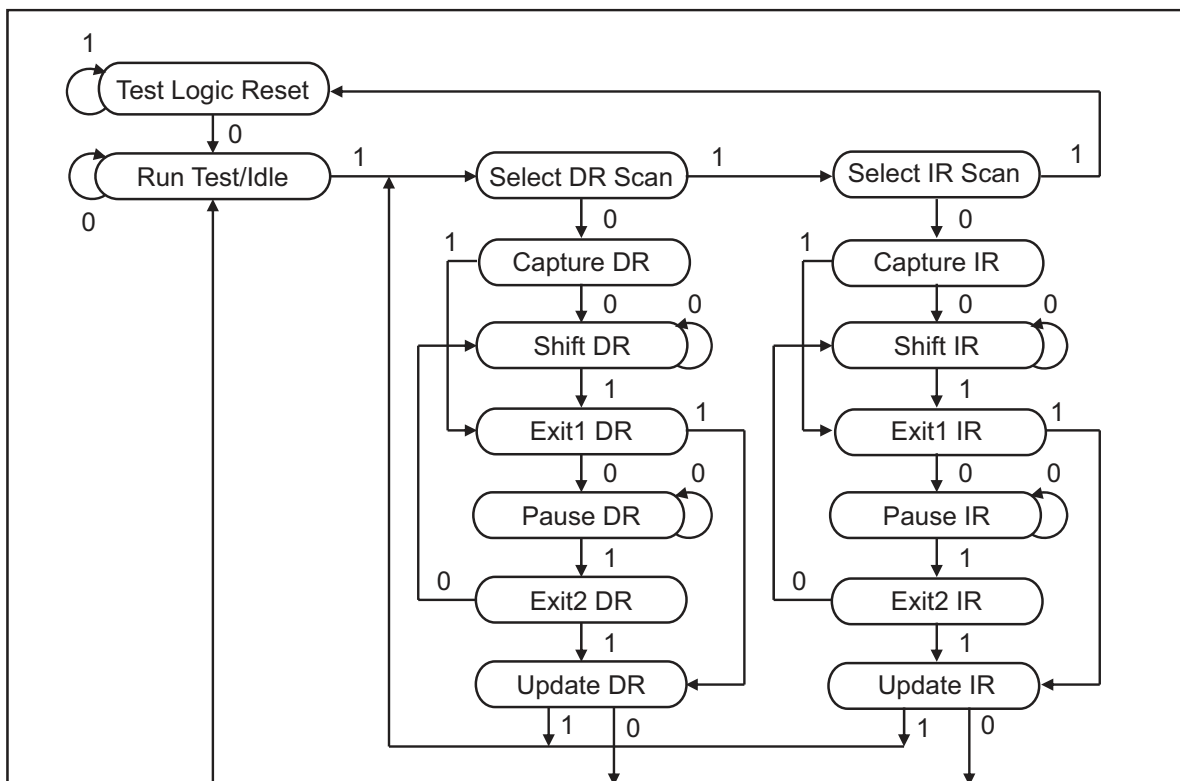 1
Test Logic Reset
0
Run Test/Idle
1
Select DR Scan
1
Select IR Scan
1
0
0
0
1
Capture DR
1
Capture IR
0
0
0
0
Shift DR
Shift IR
1
1
Exit1 DR
1
Exit1 IR
1
0
0
0
0
Pause DR
Pause IR
1
1
0
Exit2 DR
0
Exit2 IR
1
1
Update DR
Update IR
1
0
1
0